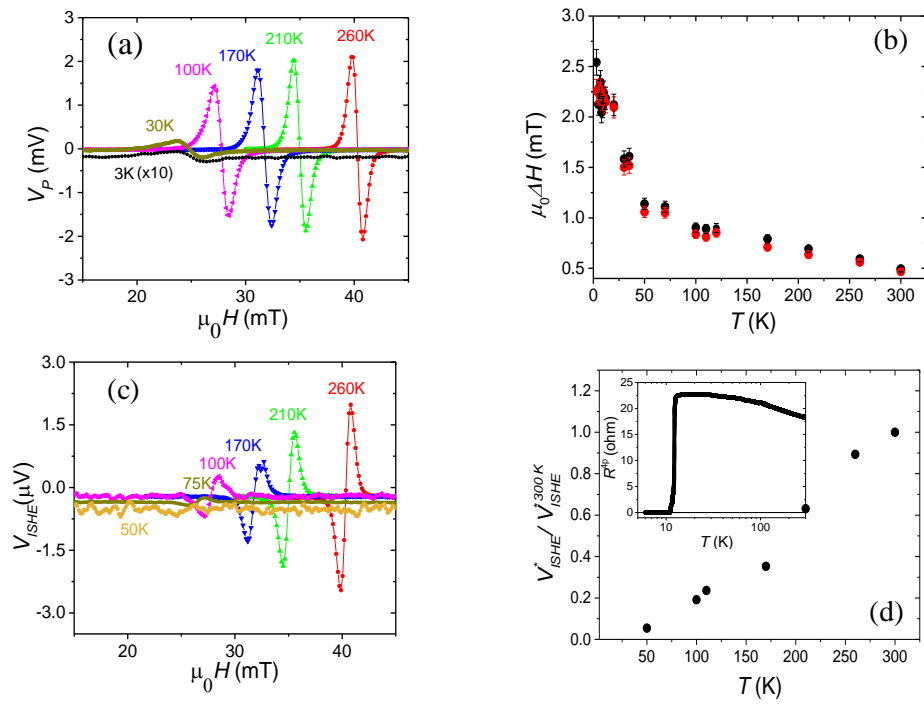 (a)
100K
170K
210K
260K
30K
3K (x10)
3
2
0
-2
-3
V_P (mV)
20
30
40
μ₀H (mT)
(b)
3.0
2.5
2.0
1.5
1.0
0.5
μ₀ΔH (mT)
0
50
100
150
200
250
300
T (K)
(c)
260K
210K
170K
100K
75K
50K
3.0
1.5
0.0
-1.5
-3.0
V_ISHE (μV)
20
30
40
μ₀H (mT)
(d)
1.2
1.0
0.8
0.6
0.4
0.2
0.0
V*_ISHE / V^300 K_ISHE
50
100
150
200
250
300
T (K)
25
20
15
10
5
0
R^4p (ohm)
10
100
T (K)